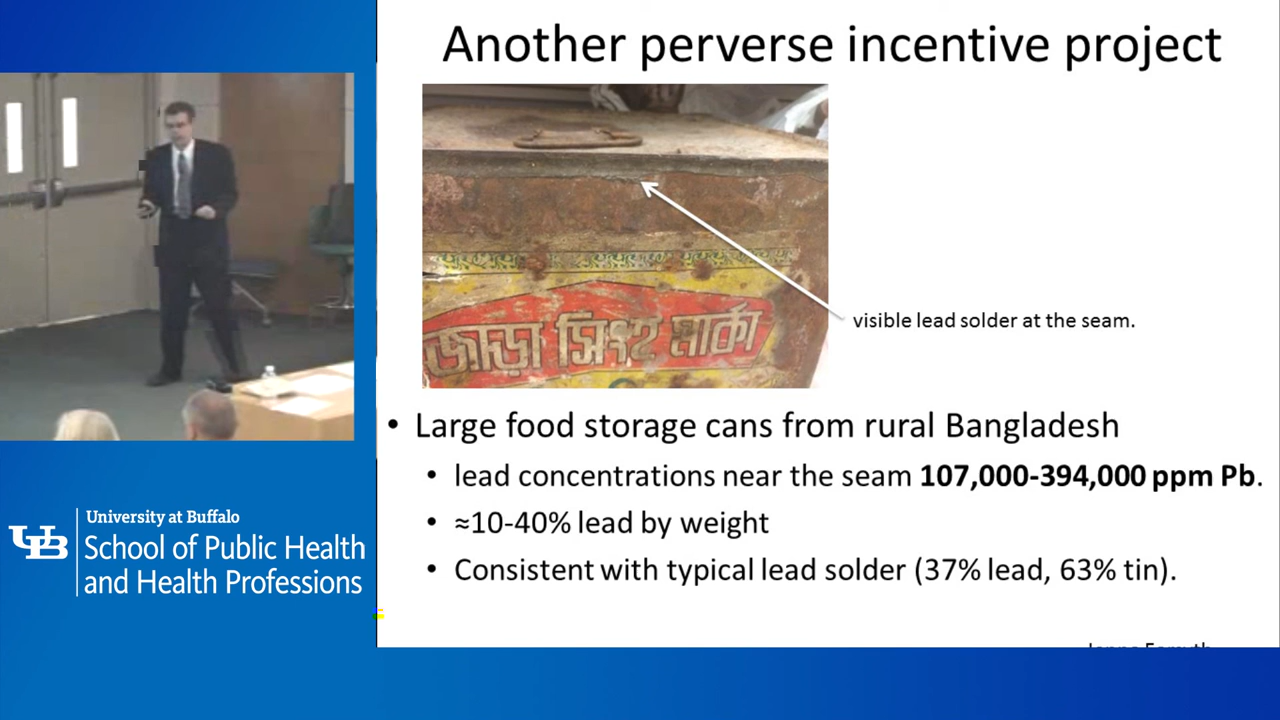 Another perverse incentive project
জোড়া সিংহ মার্কা
visible lead solder at the seam.
• Large food storage cans from rural Bangladesh
• lead concentrations near the seam 107,000-394,000 ppm Pb.
• ≈10-40% lead by weight
• Consistent with typical lead solder (37% lead, 63% tin).
University at Buffalo
UB School of Public Health
and Health Professions